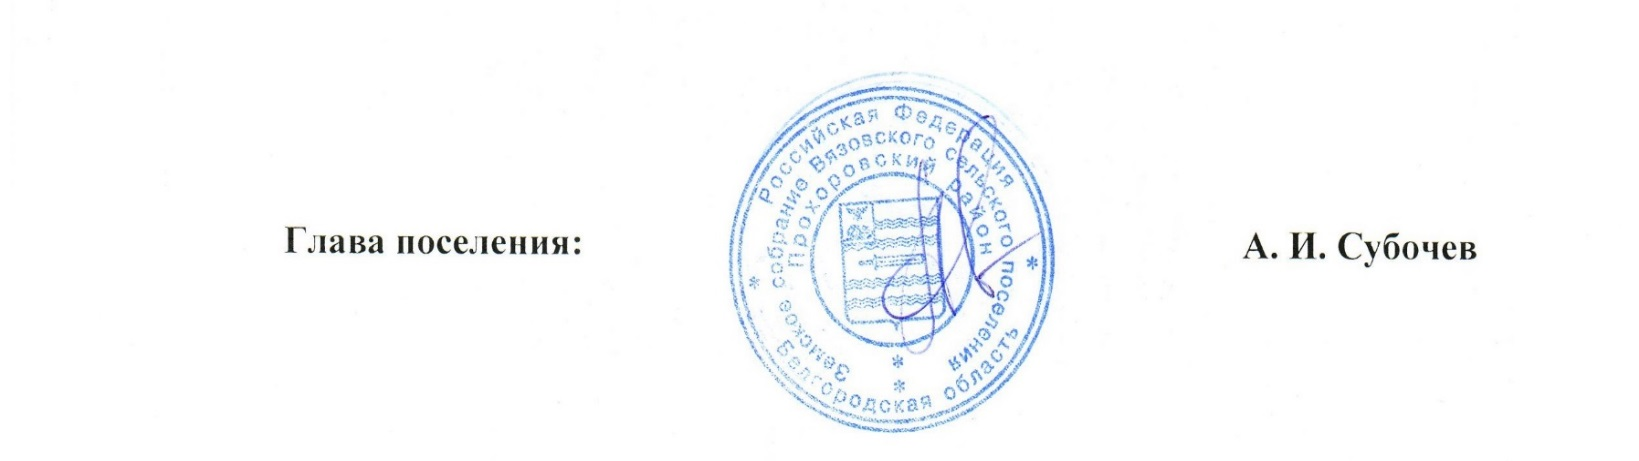 Глава поселения:
Российская Федерация
* Белгородская область *
Земское собрание Вязовского сельского поселения *
Прохоровский район *
А. И. Субочев